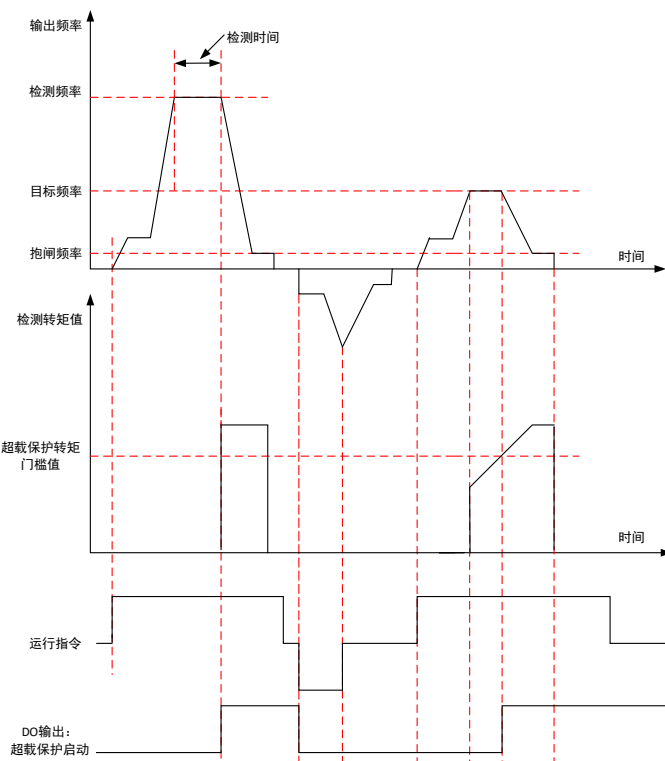 输出频率
检测时间
检测频率
目标频率
抱闸频率
时间
检测转矩值
超载保护转矩
门槛值
时间
运行指令
DO输出：
超载保护启动